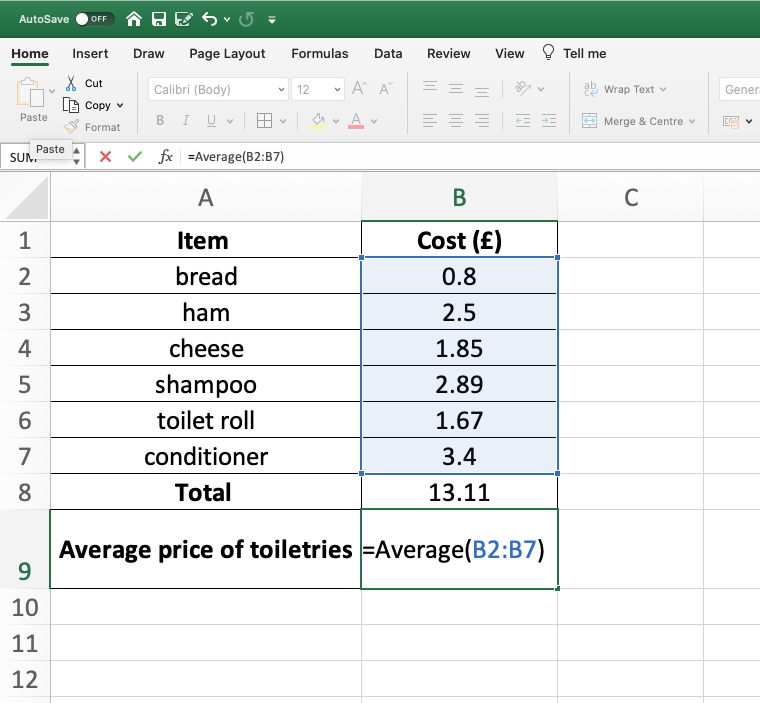 AutoSave OFF
Home Insert Draw Page Layout Formulas Data Review View Tell me
Paste
Cut
Copy
Format
Calibri (Body) 12
B I U
A A
A
ab Wrap Text
Merge & Centre
Gener
Paste
SUM
fx =Average(B2:B7)
A B C
1 Item Cost (£)
2 bread 0.8
3 ham 2.5
4 cheese 1.85
5 shampoo 2.89
6 toilet roll 1.67
7 conditioner 3.4
8 Total 13.11
9 Average price of toiletries =Average(B2:B7)
10
11
12